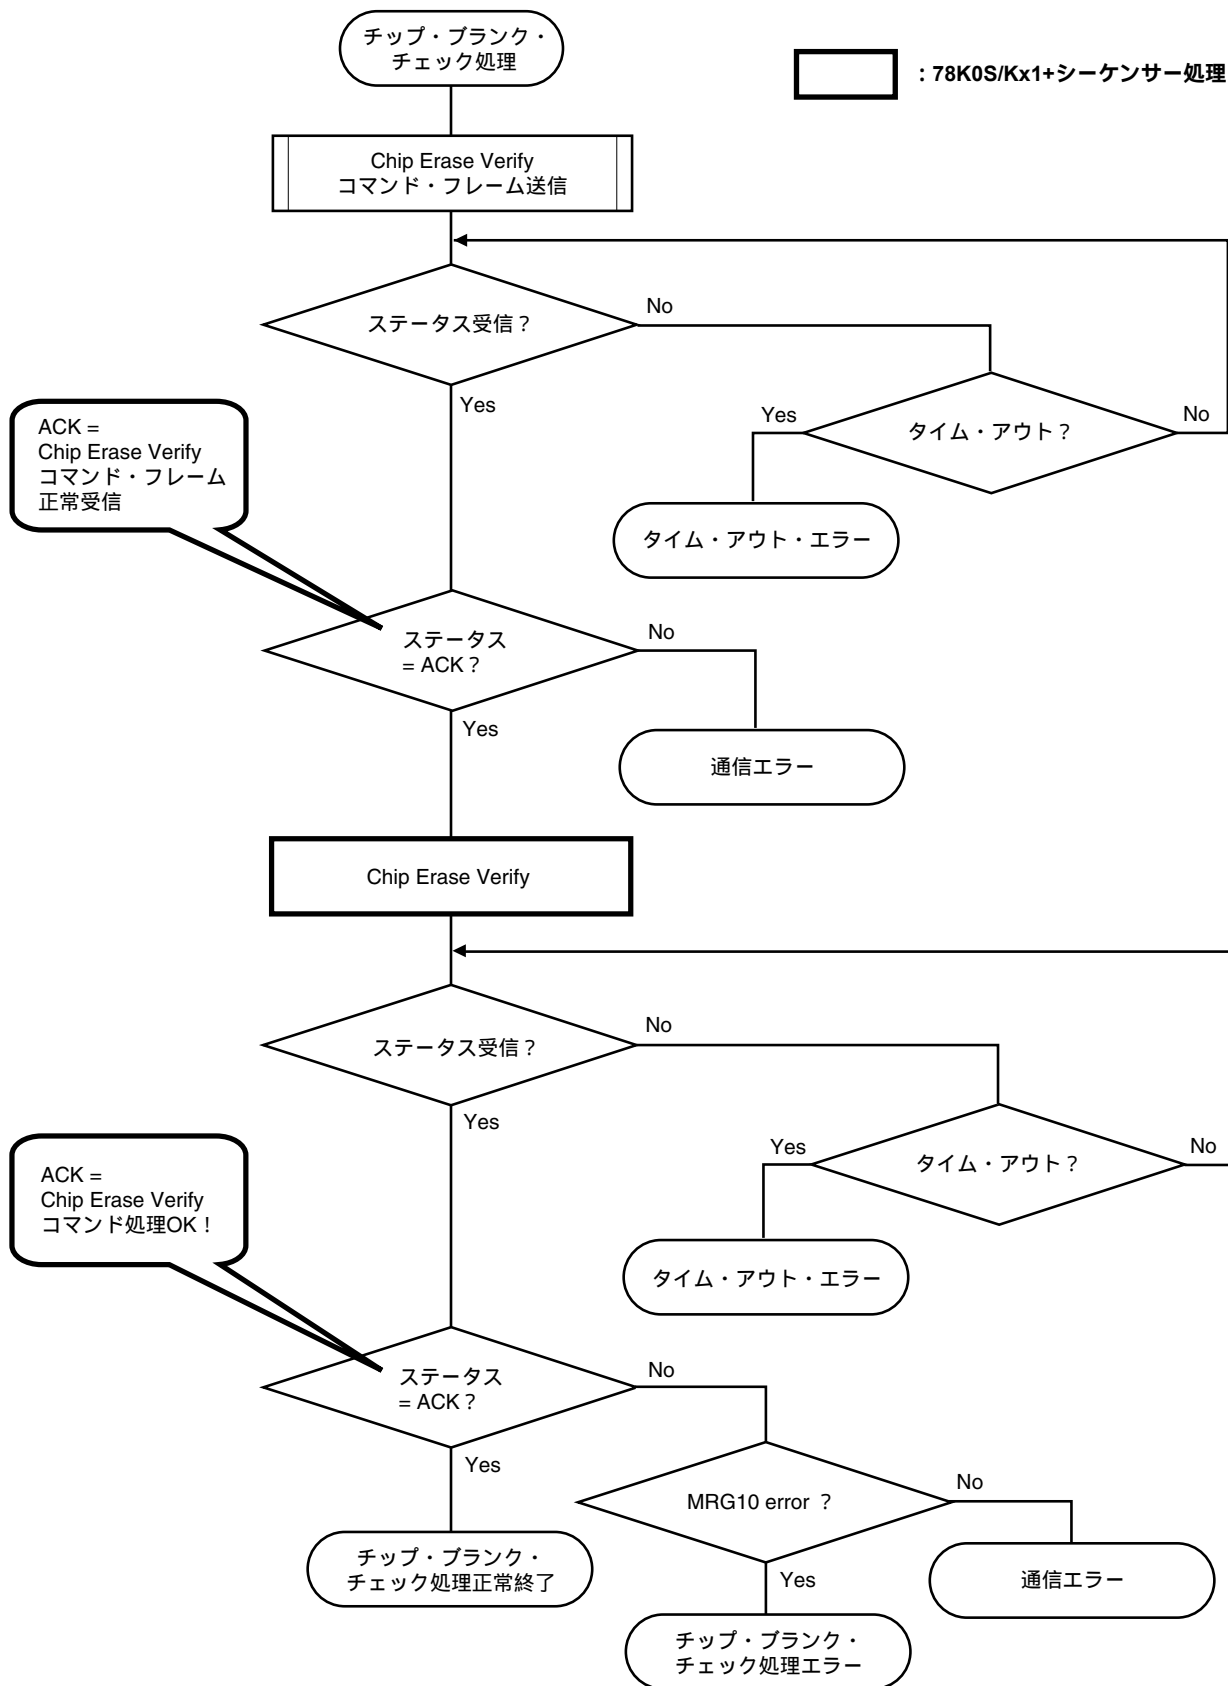 チップ・ブランク・
チェック処理
：78K0S/Kx1+シーケンサー処理
Chip Erase Verify
コマンド・フレーム送信
ステータス受信？
No
Yes
タイム・アウト？
Yes
No
タイム・アウト・エラー
ACK =
Chip Erase Verify
コマンド・フレーム
正常受信
ステータス
= ACK？
No
Yes
通信エラー
Chip Erase Verify
ステータス受信？
No
Yes
タイム・アウト？
Yes
No
タイム・アウト・エラー
ACK =
Chip Erase Verify
コマンド処理OK！
ステータス
= ACK？
No
Yes
MRG10 error ？
No
Yes
チップ・ブランク・
チェック処理正常終了
通信エラー
チップ・ブランク・
チェック処理エラー